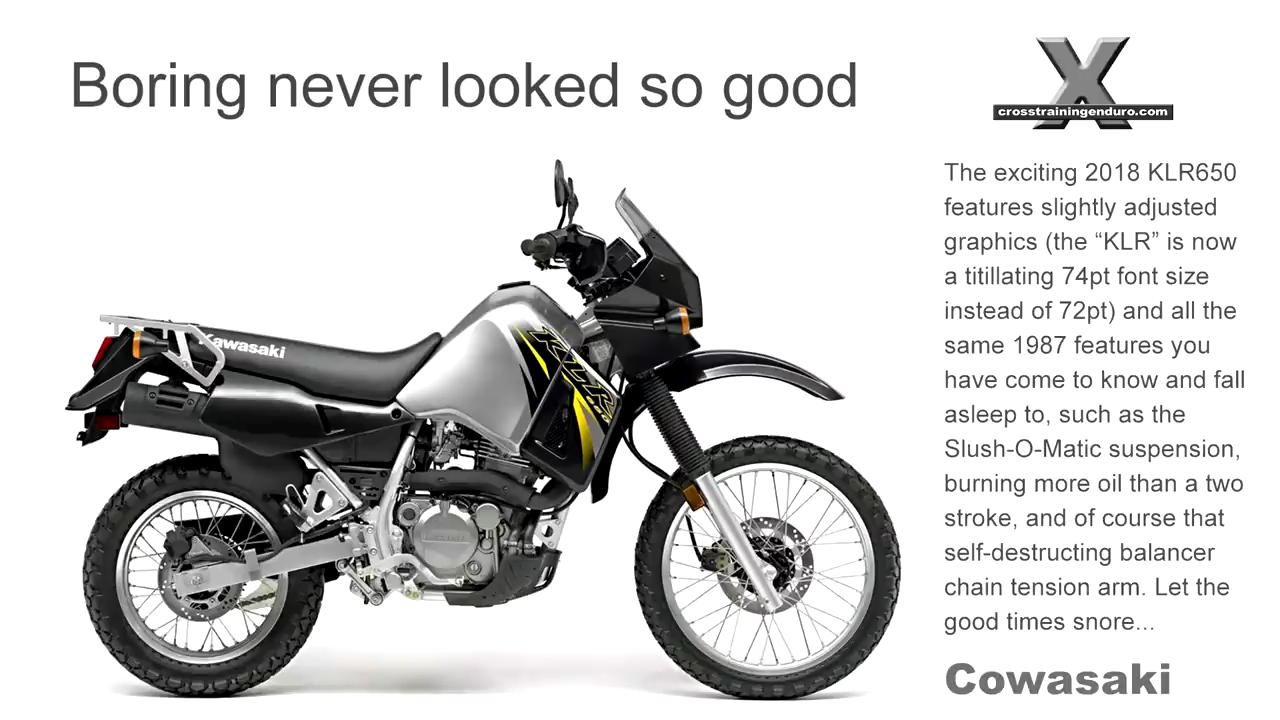 Boring never looked so good
crosstrainingenduro.com
The exciting 2018 KLR650
features slightly adjusted
graphics (the “KLR” is now
a titillating 74pt font size
instead of 72pt) and all the
same 1987 features you
have come to know and fall
asleep to, such as the
Slush-O-Matic suspension,
burning more oil than a two
stroke, and of course that
self-destructing balancer
chain tension arm. Let the
good times snore...
Cowasaki
Kawasaki
KLR
650